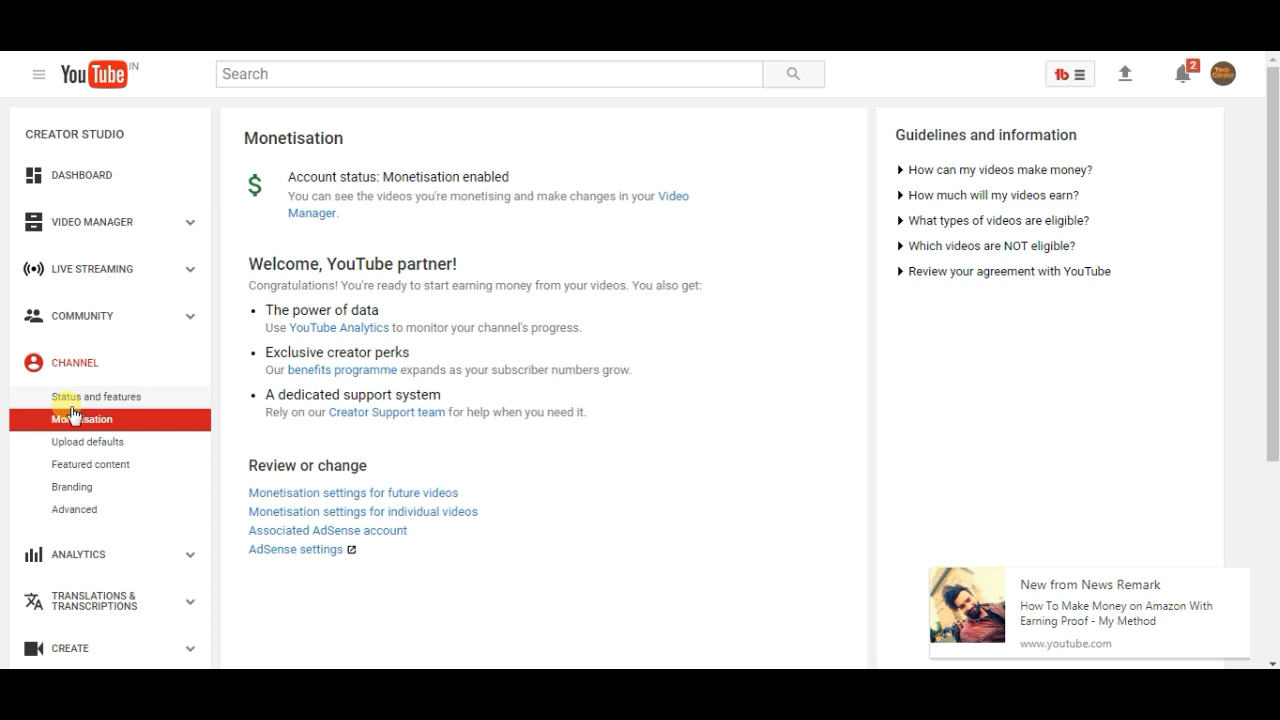 YouTube IN
Search
2
CREATOR STUDIO
DASHBOARD
VIDEO MANAGER
LIVE STREAMING
COMMUNITY
CHANNEL
Status and features
Upload defaults
Featured content
Branding
Advanced
ANALYTICS
TRANSLATIONS &
TRANSCRIPTIONS
CREATE
Monetisation
$
Account status: Monetisation enabled
You can see the videos you're monetising and make changes in your Video
Manager.
Welcome, YouTube partner!
Congratulations! You're ready to start earning money from your videos. You also get:
• The power of data
Use YouTube Analytics to monitor your channel's progress.
• Exclusive creator perks
Our benefits programme expands as your subscriber numbers grow.
• A dedicated support system
Rely on our Creator Support team for help when you need it.
Review or change
Monetisation settings for future videos
Monetisation settings for individual videos
Associated AdSense account
AdSense settings
Guidelines and information
How can my videos make money?
How much will my videos earn?
What types of videos are eligible?
Which videos are NOT eligible?
Review your agreement with YouTube
New from News Remark
How To Make Money on Amazon With
Earning Proof - My Method
www.youtube.com